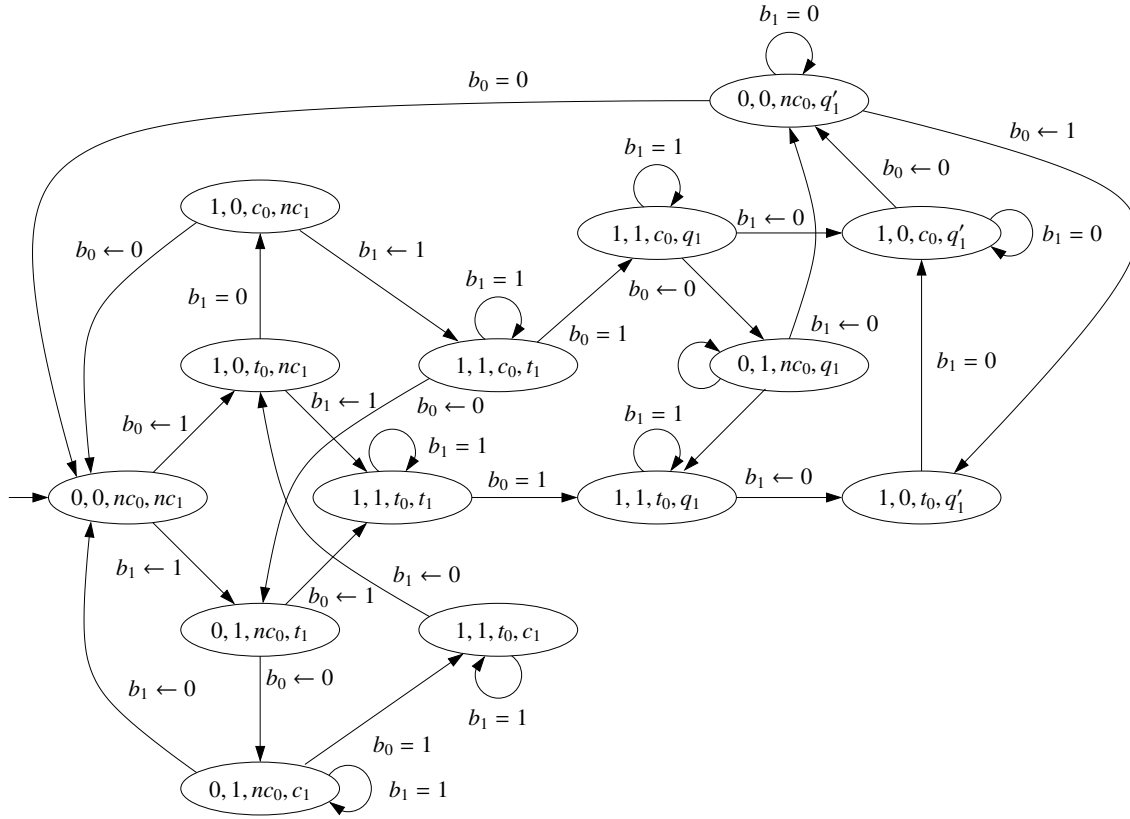 b₁ = 0
b₀ = 0
0, 0, nc₀, q′₁
b₀ ← 1
b₁ = 1
b₀ ← 0
1, 0, c₀, nc₁
b₁ ← 0
1, 1, c₀, q₁
1, 0, c₀, q′₁
b₁ = 0
b₀ ← 0
b₁ ← 1
b₀ ← 0
b₁ = 0
b₁ = 1
b₀ = 1
b₁ ← 0
1, 0, t₀, nc₁
1, 1, c₀, t₁
0, 1, nc₀, q₁
b₁ = 0
b₁ ← 1
b₀ ← 0
b₀ ← 1
b₁ = 1
b₁ = 1
b₀ = 1
b₁ ← 0
0, 0, nc₀, nc₁
1, 1, t₀, t₁
1, 1, t₀, q₁
1, 0, t₀, q′₁
b₁ ← 1
b₁ ← 0
b₀ ← 1
0, 1, nc₀, t₁
1, 1, t₀, c₁
b₀ ← 0
b₁ ← 0
b₁ = 1
b₀ = 1
0, 1, nc₀, c₁
b₁ = 1